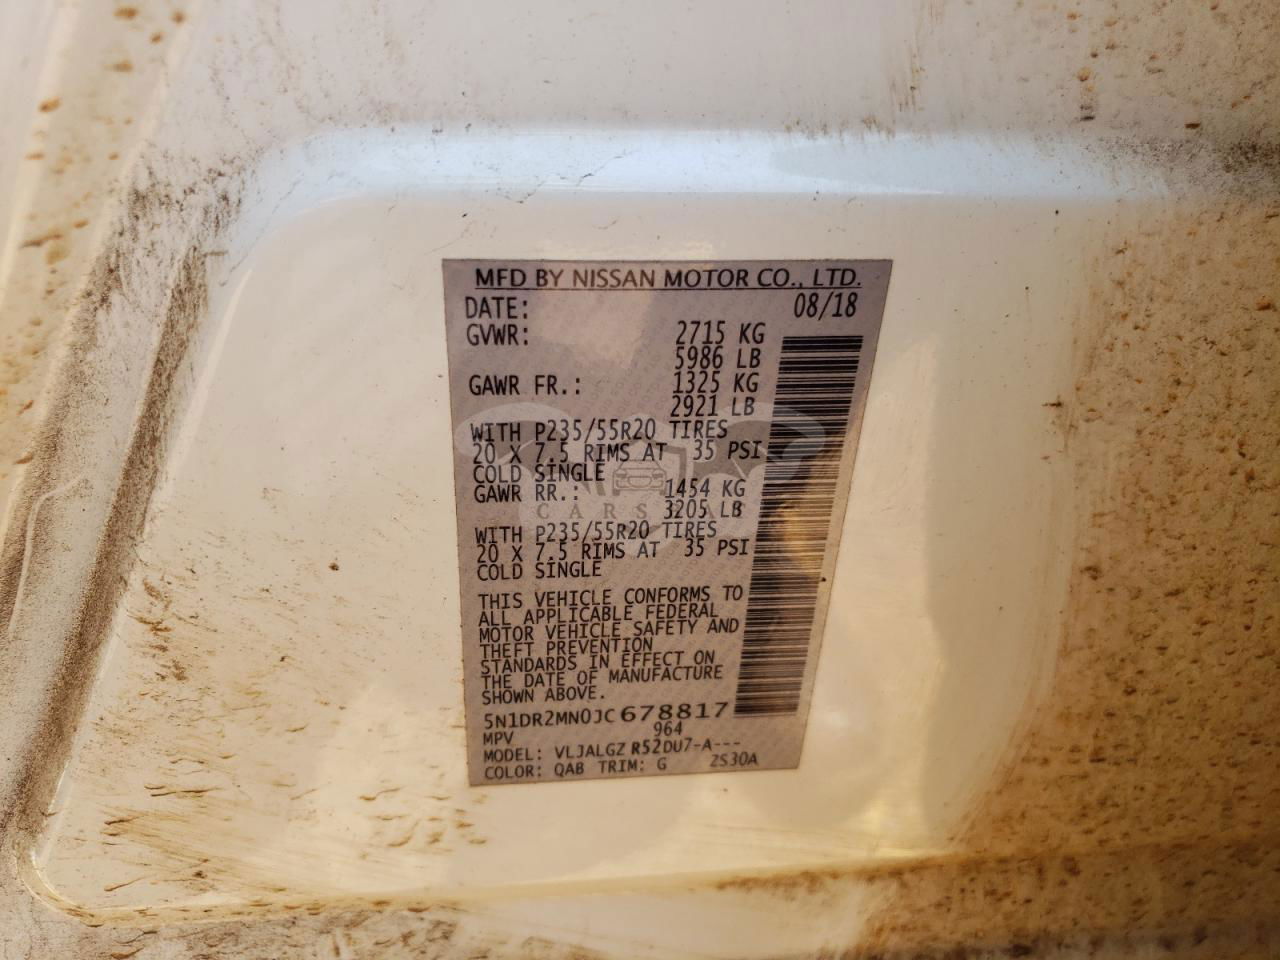 MFD BY NISSAN MOTOR CO., LTD.
DATE: 08/18
GVWR: 2715 KG
5986 LB
GAWR FR.: 1325 KG
2921 LB
WITH P235/55R20 TIRES
20 X 7.5 RIMS AT 35 PSI
COLD SINGLE
GAWR RR.: 1454 KG
3205 LB
WITH P235/55R20 TIRES
20 X 7.5 RIMS AT 35 PSI
COLD SINGLE
THIS VEHICLE CONFORMS TO
ALL APPLICABLE FEDERAL
MOTOR VEHICLE SAFETY AND
THEFT PREVENTION
STANDARDS IN EFFECT ON
THE DATE OF MANUFACTURE
SHOWN ABOVE.
5N1DR2MN0JC678817
MPV 964
MODEL: VLJALGZ R52DU7-A---
COLOR: QAB TRIM: G 2S30A